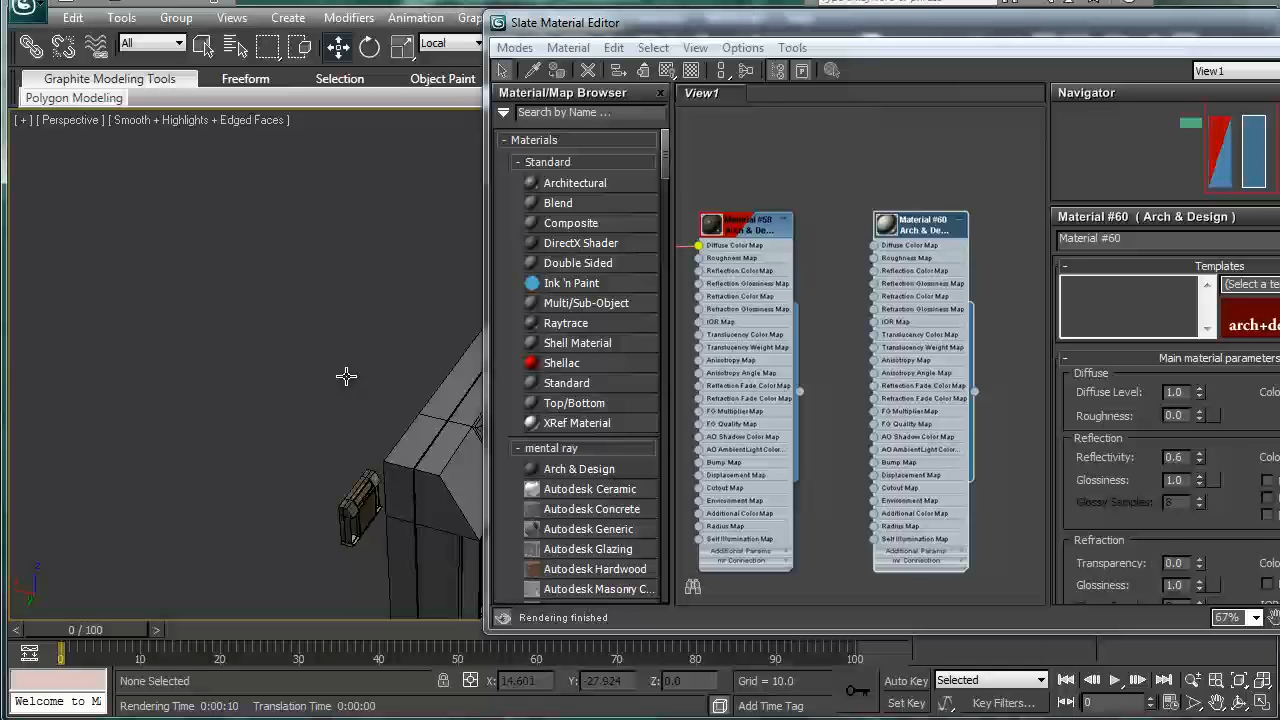 Edit
Tools
Group
Views
Create
Modifiers
Animation
All
Local
Graphite Modeling Tools
Freeform
Selection
Object Paint
Polygon Modeling
[ + ] [ Perspective ] [ Smooth + Highlights + Edged Faces ]
Slate Material Editor
Modes
Material
Edit
Select
View
Options
Tools
View1
Material/Map Browser
Search by Name ...
- Materials
- Standard
Architectural
Blend
Composite
DirectX Shader
Double Sided
Ink 'n Paint
Multi/Sub-Object
Raytrace
Shell Material
Shellac
Standard
Top/Bottom
XRef Material
- mental ray
Arch & Design
Autodesk Ceramic
Autodesk Concrete
Autodesk Generic
Autodesk Glazing
Autodesk Hardwood
Autodesk Masonry C...
View1
Material #58
Arch & De...
Diffuse Color Map
Roughness Map
Reflection Color Map
Reflection Glossiness Map
Refraction Color Map
Refraction Glossiness Map
IOR Map
Translucency Color Map
Translucency Weight Map
Anisotropy Map
Anisotropy Angle Map
Reflection Fade Color Map
Refraction Fade Color Map
FG Multiplier Map
FG Quality Map
AO Shadow Color Map
AO Ambient Light Color...
Bump Map
Displacement Map
Cutout Map
Environment Map
Additional Color Map
Radius Map
Self Illumination Map
Additional Params
mr Connection
Material #60
Arch & De...
Diffuse Color Map
Roughness Map
Reflection Color Map
Reflection Glossiness Map
Refraction Color Map
Refraction Glossiness Map
IOR Map
Translucency Color Map
Translucency Weight Map
Anisotropy Map
Anisotropy Angle Map
Reflection Fade Color Map
Refraction Fade Color Map
FG Multiplier Map
FG Quality Map
AO Shadow Color Map
AO Ambient Light Color...
Bump Map
Displacement Map
Cutout Map
Environment Map
Additional Color Map
Radius Map
Self Illumination Map
Additional Params
mr Connection
Navigator
Material #60 ( Arch & Design )
Material #60
- Templates
(Select a te
arch+de
- Main material parameters
Diffuse
Diffuse Level: 1.0
Roughness: 0.0
Reflection
Reflectivity: 0,6
Glossiness: 1.0
Glossy Samples: 8
Refraction
Transparency: 0.0
Glossiness: 1.0
Rendering finished
67%
< 0 / 100 >
0 10 20 30 40 50 60 70 80 90 100
None Selected
X: 14.601
Y: -27.924
Z: 0.0
Grid = 10.0
Auto Key
Selected
Welcome to M
Rendering Time 0:00:10
Translation Time 0:00:00
Add Time Tag
Set Key
Key Filters...
0